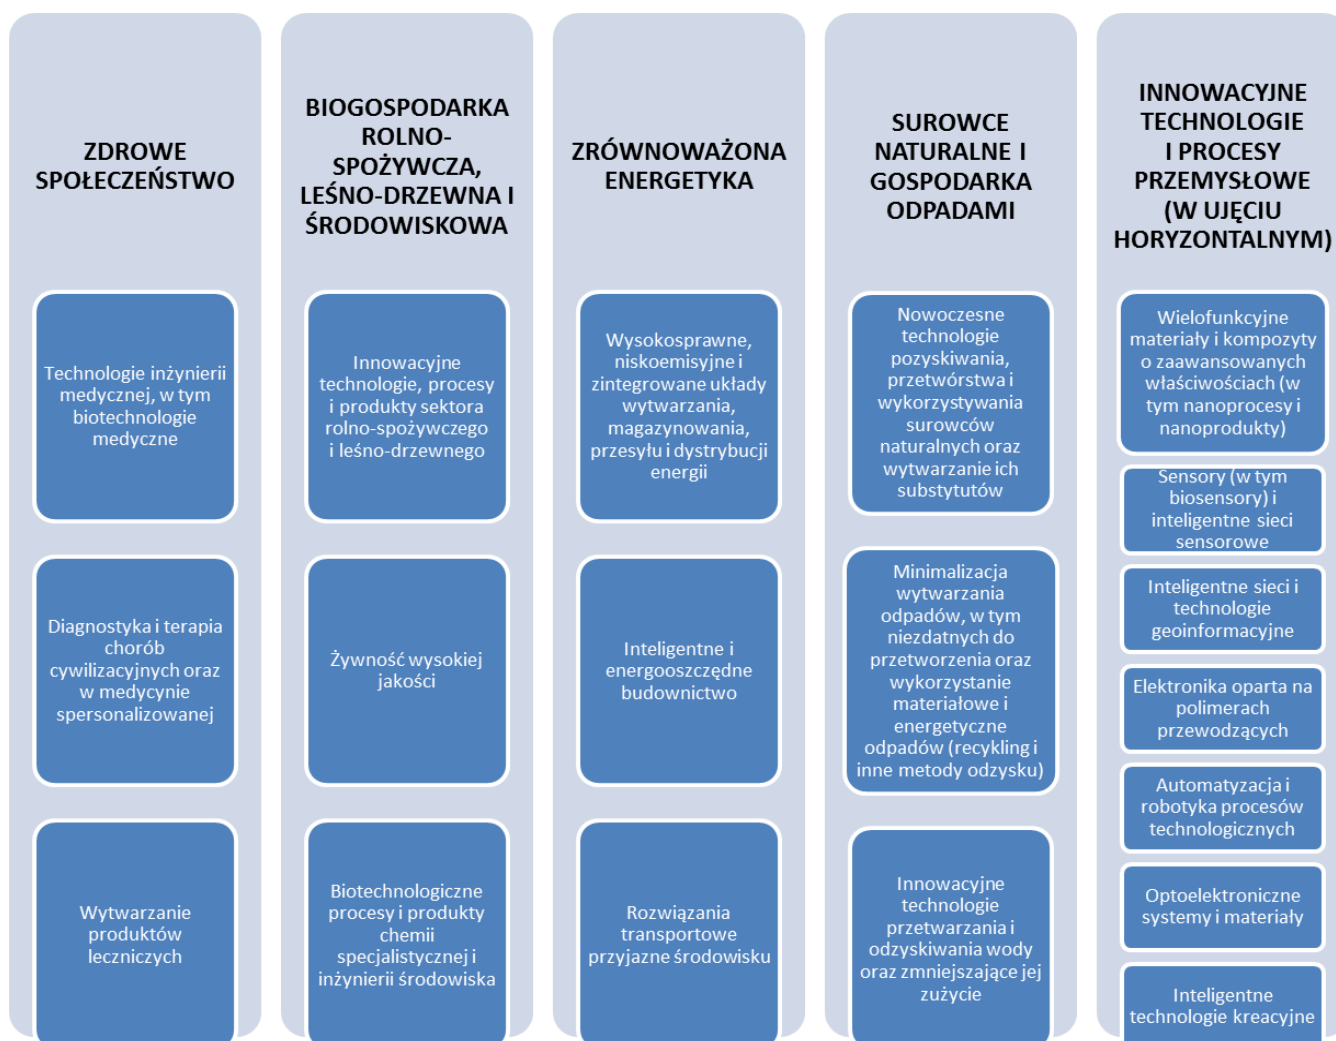 ZDROWE
SPOŁECZEŃSTWO
Technologie inżynierii
medycznej, w tym
biotechnologie
medyczne
Diagnostyka i terapia
chorób
cywilizacyjnych oraz
w medycynie
spersonalizowanej
Wytwarzanie
produktów
leczniczych
BIOGOSPODARKA
ROLNO-
SPOŻYWCZA,
LEŚNO-DRZEWNA I
ŚRODOWISKOWA
Innowacyjne
technologie, procesy
i produkty sektora
rolno-spożywczego
i leśno-drzewnego
Żywność wysokiej
jakości
Biotechnologiczne
procesy i produkty
chemii
specjalistycznej i
inżynierii środowiska
ZRÓWNOWAŻONA
ENERGETYKA
Wysokosprawne,
niskoemisyjne i
zintegrowane układy
wytwarzania,
magazynowania,
przesyłu i dystrybucji
energii
Inteligentne i
energooszczędne
budownictwo
Rozwiązania
transportowe
przyjazne środowisku
SUROWCE
NATURALNE I
GOSPODARKA
ODPADAMI
Nowoczesne
technologie
pozyskiwania,
przetwórstwa i
wykorzystywania
surowców
naturalnych oraz
wytwarzanie ich
substytutów
Minimalizacja
wytwarzania
odpadów, w tym
niezdatnych do
przetworzenia oraz
wykorzystanie
materiałowe i
energetyczne
odpadów (recykling i
inne metody odzysku)
Innowacyjne
technologie
przetwarzania i
odzyskiwania wody
oraz zmniejszające jej
zużycie
INNOWACYJNE
TECHNOLOGIE
I PROCESY
PRZEMYSŁOWE
(W UJĘCIU
HORYZONTALNYM)
Wielofunkcyjne
materiały i kompozyty
o zaawansowanych
właściwościach (w
tym nanoprocesy i
nanoprodukty)
Sensory (w tym
biosensory) i
inteligentne sieci
sensorowe
Inteligentne sieci i
technologie
geoinformacyjne
Elektronika oparta na
polimerach
przewodzących
Automatyzacja i
robotyka procesów
technologicznych
Optoelektroniczne
systemy i materiały
Inteligentne
technologie kreacyjne